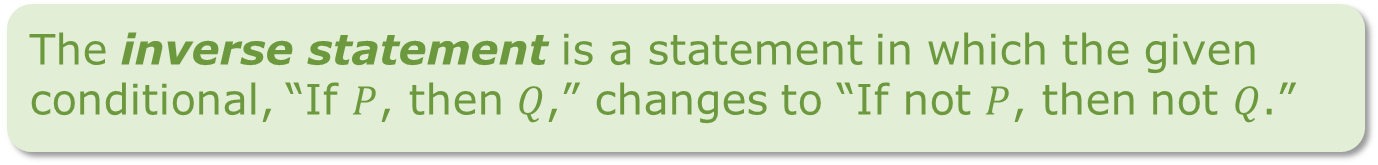 The inverse statement is a statement in which the given
conditional, “If P, then Q,” changes to “If not P, then not Q.”